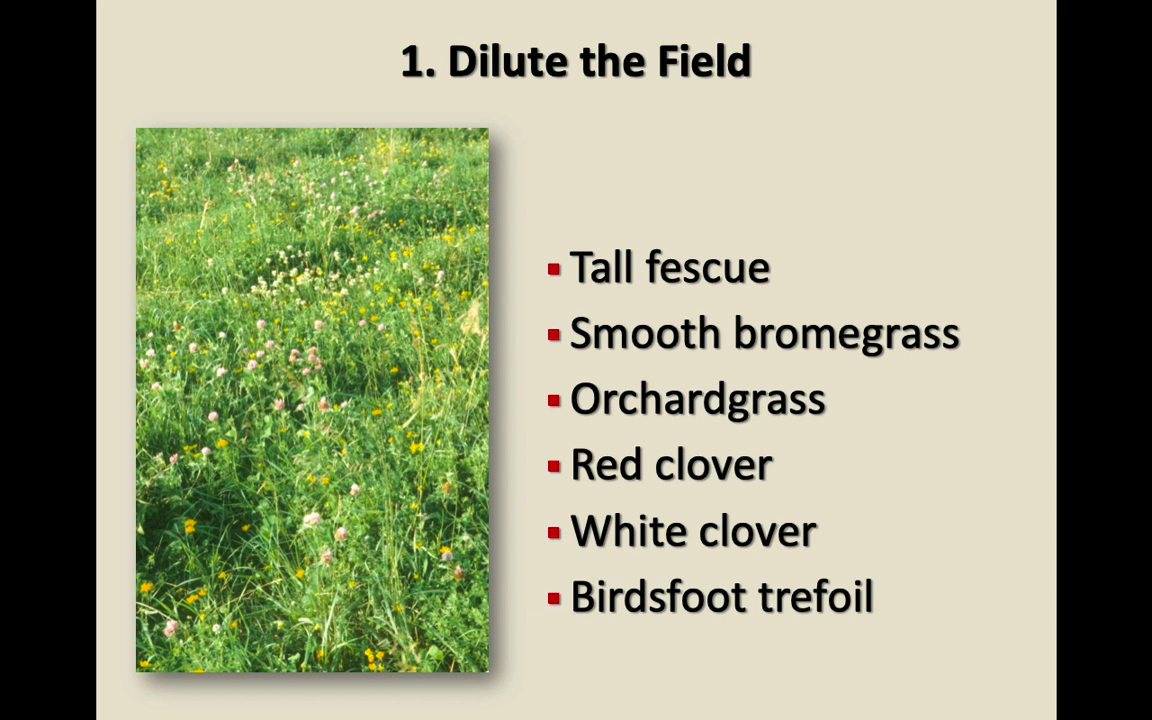 1. Dilute the Field
▪ Tall fescue
▪ Smooth bromegrass
▪ Orchardgrass
▪ Red clover
▪ White clover
▪ Birdsfoot trefoil